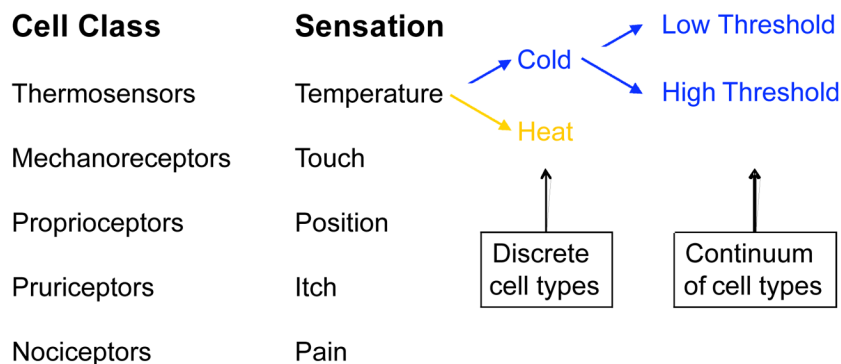 Cell Class Sensation
Low Threshold
Cold
Thermosensors Temperature High Threshold
Heat
Mechanoreceptors Touch
Proprioceptors Position
Discrete
cell types
Continuum
of cell types
Pruriceptors Itch
Nociceptors Pain